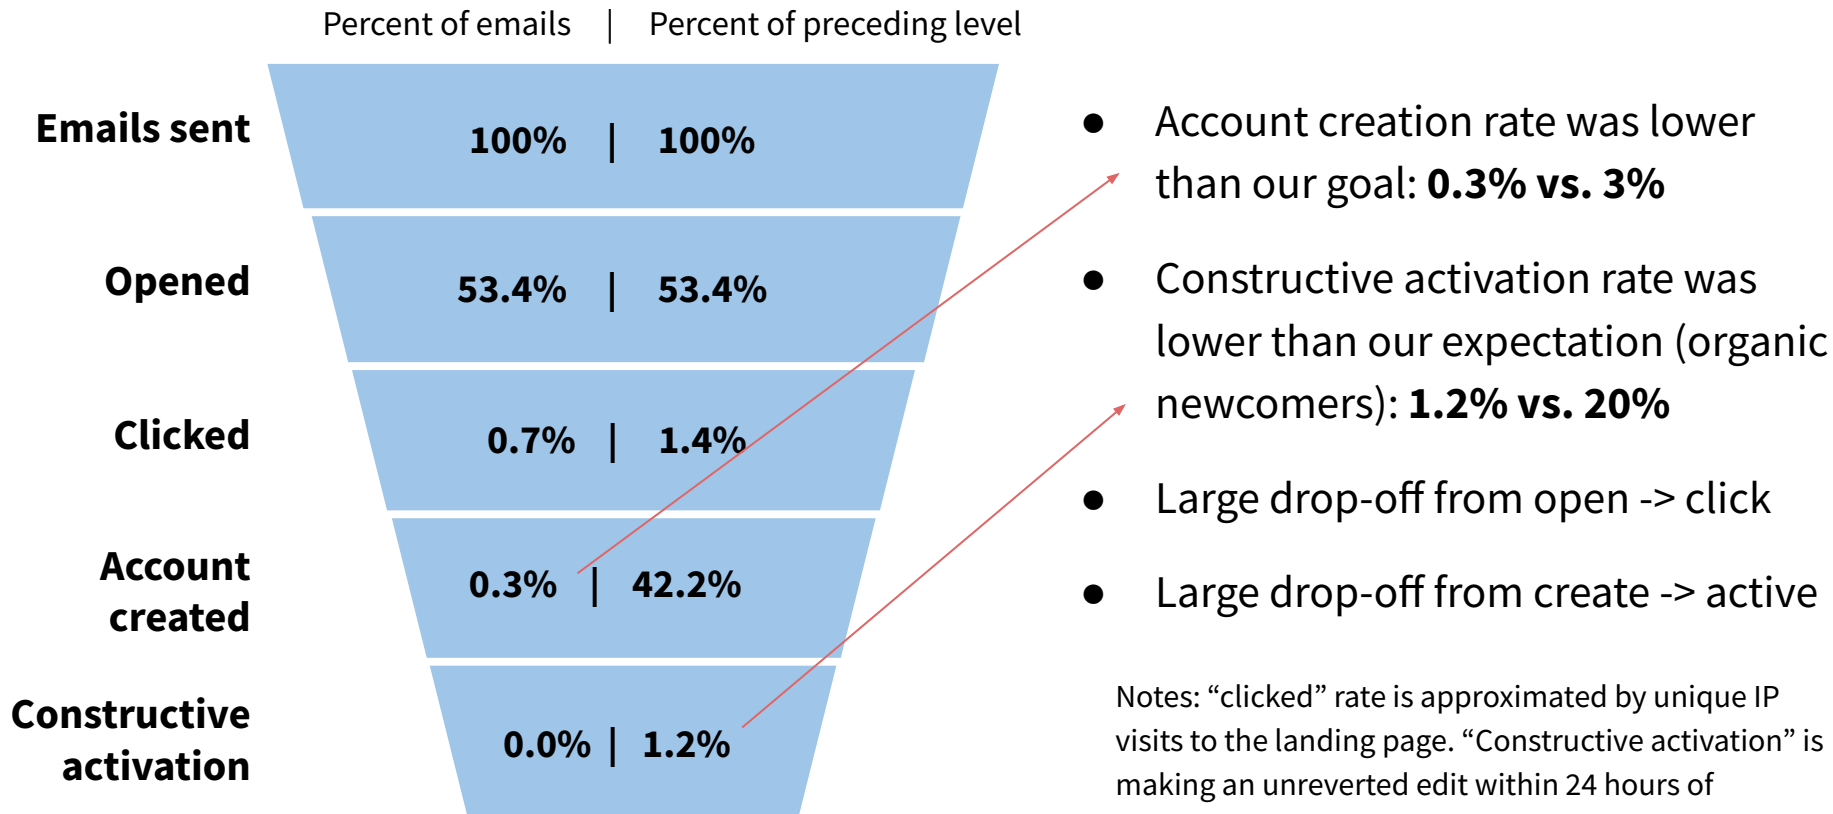 Percent of emails | Percent of preceding level
Emails sent 100% | 100%
Opened 53.4% | 53.4%
Clicked 0.7% | 1.4%
Account
created 0.3% | 42.2%
Constructive
activation 0.0% | 1.2%
● Account creation rate was lower
than our goal: 0.3% vs. 3%
● Constructive activation rate was
lower than our expectation (organic
newcomers): 1.2% vs. 20%
● Large drop-off from open -> click
● Large drop-off from create -> active
Notes: “clicked” rate is approximated by unique IP
visits to the landing page. “Constructive activation” is
making an unreverted edit within 24 hours of